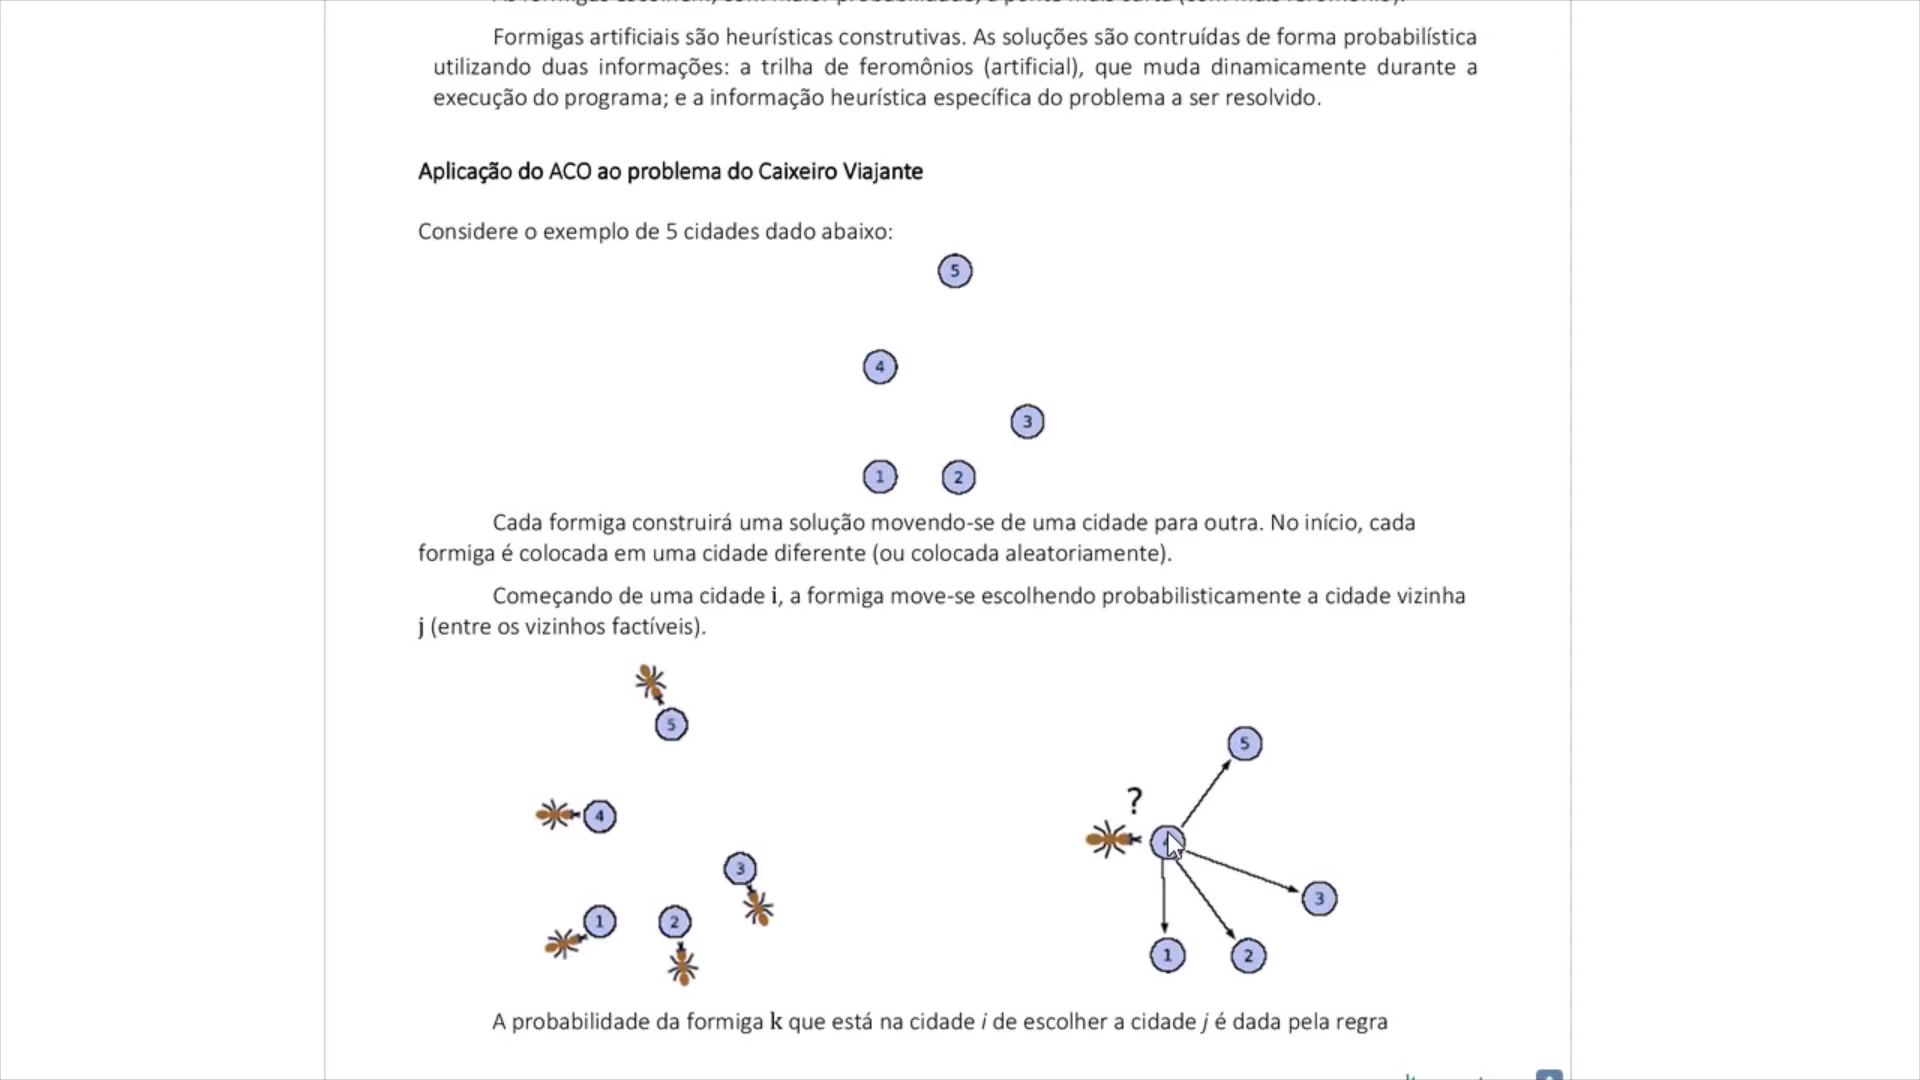 Formigas artificiais são heurísticas construtivas. As soluções são contruídas de forma probabilística
utilizando duas informações: a trilha de feromônios (artificial), que muda dinamicamente durante a
execução do programa; e a informação heurística específica do problema a ser resolvido.
Aplicação do ACO ao problema do Caixeiro Viajante
Considere o exemplo de 5 cidades dado abaixo:
5
4
3
1 2
Cada formiga construirá uma solução movendo-se de uma cidade para outra. No início, cada
formiga é colocada em uma cidade diferente (ou colocada aleatoriamente).
Começando de uma cidade i, a formiga move-se escolhendo probabilisticamente a cidade vizinha
j (entre os vizinhos factíveis).
5
4
3
1 2
5
?
3
1 2
A probabilidade da formiga k que está na cidade i de escolher a cidade j é dada pela regra